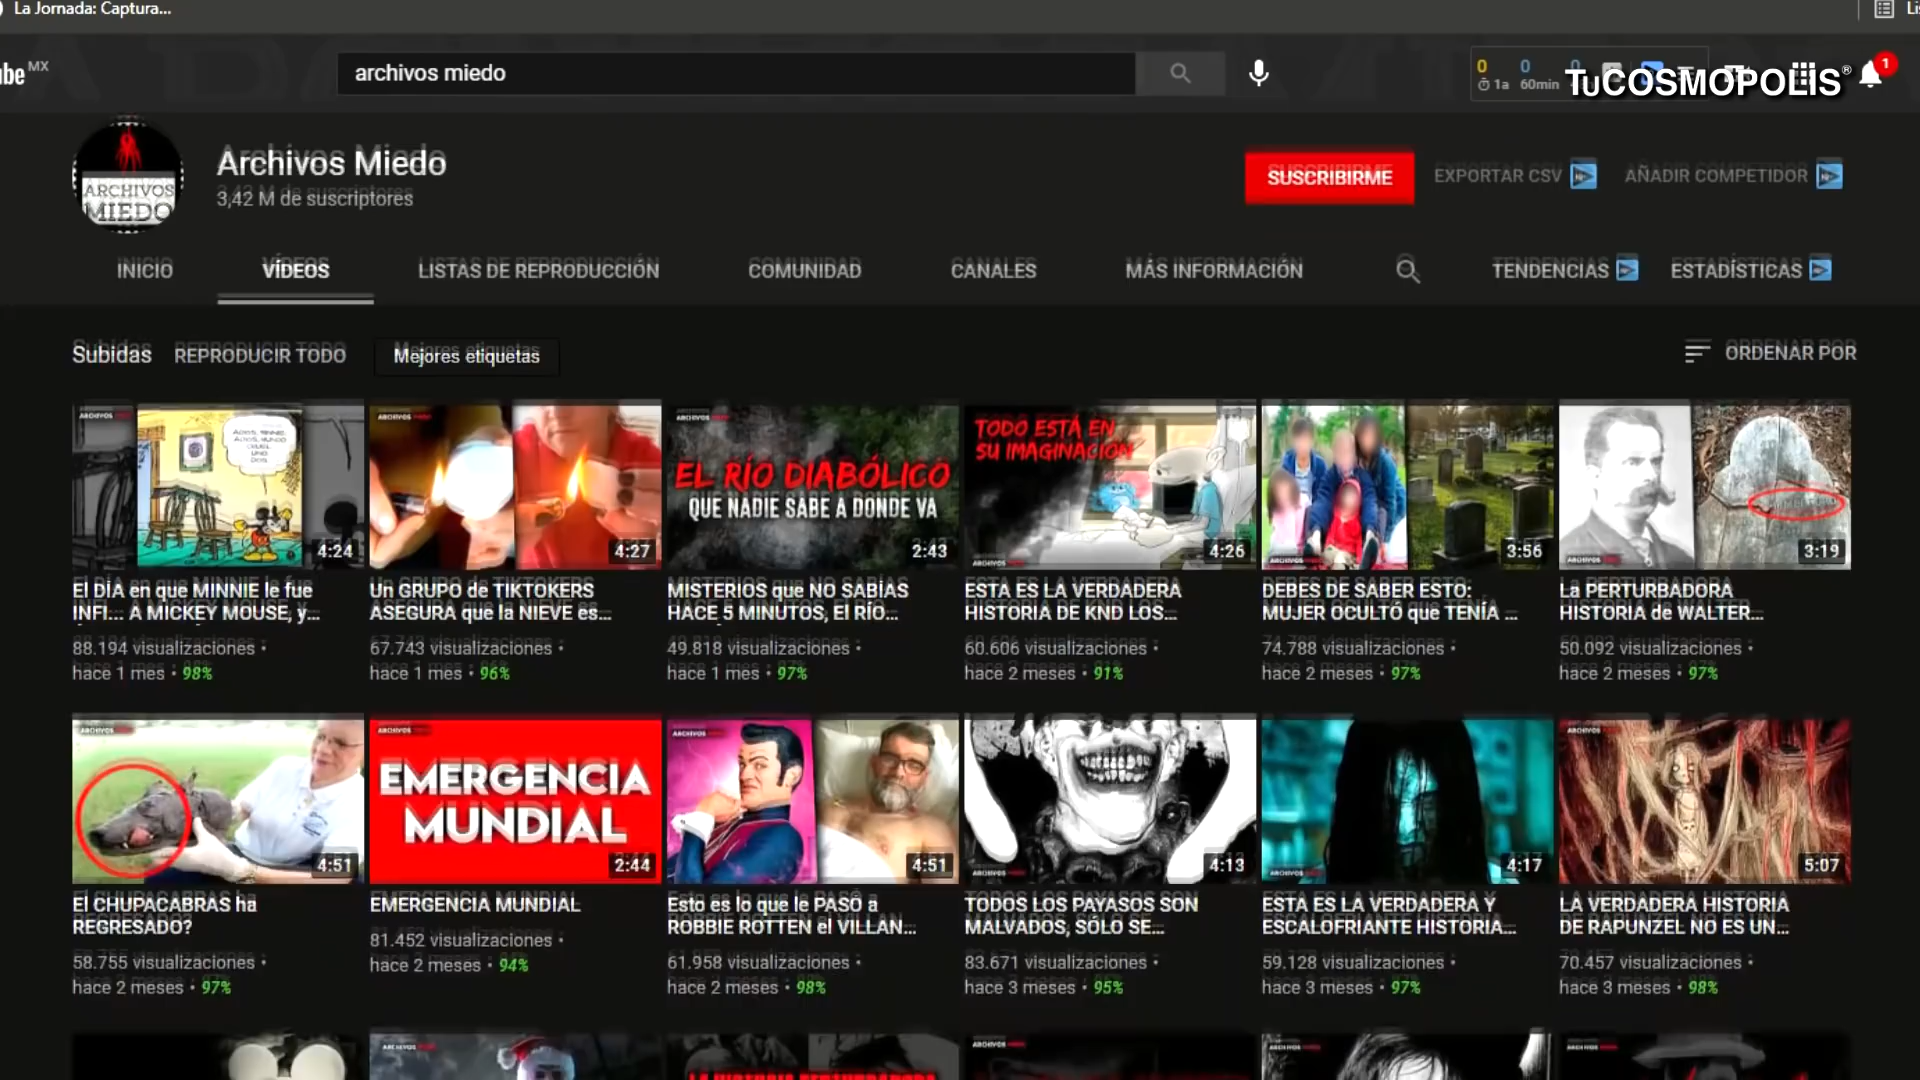 La Jornada: Captura...
MX
archivos miedo
0 0 0
1a 60min
TuCOSMOPOLIS®
1
ARCHIVOS
MIEDO
Archivos Miedo
3,42 M de suscriptores
SUSCRIBIRME
EXPORTAR CSV
AÑADIR COMPETIDOR
INICIO
VÍDEOS
LISTAS DE REPRODUCCIÓN
COMUNIDAD
CANALES
MÁS INFORMACIÓN
TENDENCIAS
ESTADÍSTICAS
Subidas
REPRODUCIR TODO
Mejores etiquetas
ORDENAR POR
4:24
4:27
EL RÍO DIABÓLICO
QUE NADIE SABE A DONDE VA
2:43
TODO ESTÁ EN
SU IMAGINACIÓN
4:26
3:56
3:19
El DÍA en que MINNIE le fue
INFI... A MICKEY MOUSE, y...
88.194 visualizaciones •
hace 1 mes • 98%
Un GRUPO de TIKTOKERS
ASEGURA que la NIEVE es...
67.743 visualizaciones •
hace 1 mes • 96%
MISTERIOS que NO SABÍAS
HACE 5 MINUTOS, El RÍO...
49.818 visualizaciones •
hace 1 mes • 97%
ESTA ES LA VERDADERA
HISTORIA DE KND LOS...
60.606 visualizaciones •
hace 2 meses • 91%
DEBES DE SABER ESTO:
MUJER OCULTÓ que TENÍA ...
74.788 visualizaciones •
hace 2 meses • 97%
La PERTURBADORA
HISTORIA de WALTER...
50.092 visualizaciones •
hace 2 meses • 97%
4:51
EMERGENCIA
MUNDIAL
2:44
4:51
4:13
4:17
5:07
El CHUPACABRAS ha
REGRESADO?
58.755 visualizaciones •
hace 2 meses • 97%
EMERGENCIA MUNDIAL
81.452 visualizaciones •
hace 2 meses • 94%
Esto es lo que le PASÓ a
ROBBIE ROTTEN el VILLAN...
61.958 visualizaciones •
hace 2 meses • 98%
TODOS LOS PAYASOS SON
MALVADOS, SÓLO SE...
83.671 visualizaciones •
hace 3 meses • 95%
ESTA ES LA VERDADERA Y
ESCALOFRIANTE HISTORIA...
59.128 visualizaciones •
hace 3 meses • 97%
LA VERDADERA HISTORIA
DE RAPUNZEL NO ES UN...
70.457 visualizaciones •
hace 3 meses • 98%